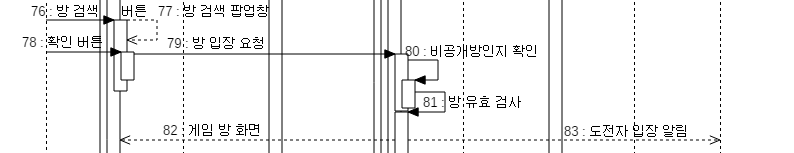 76 : 방 검색 버튼
77 : 방 검색 팝업창
78 : 확인 버튼
79 : 방 입장 요청
80 : 비공개방인지 확인
81 : 방 유효 검사
82 : 게임 방 화면
83 : 도전자 입장 알림